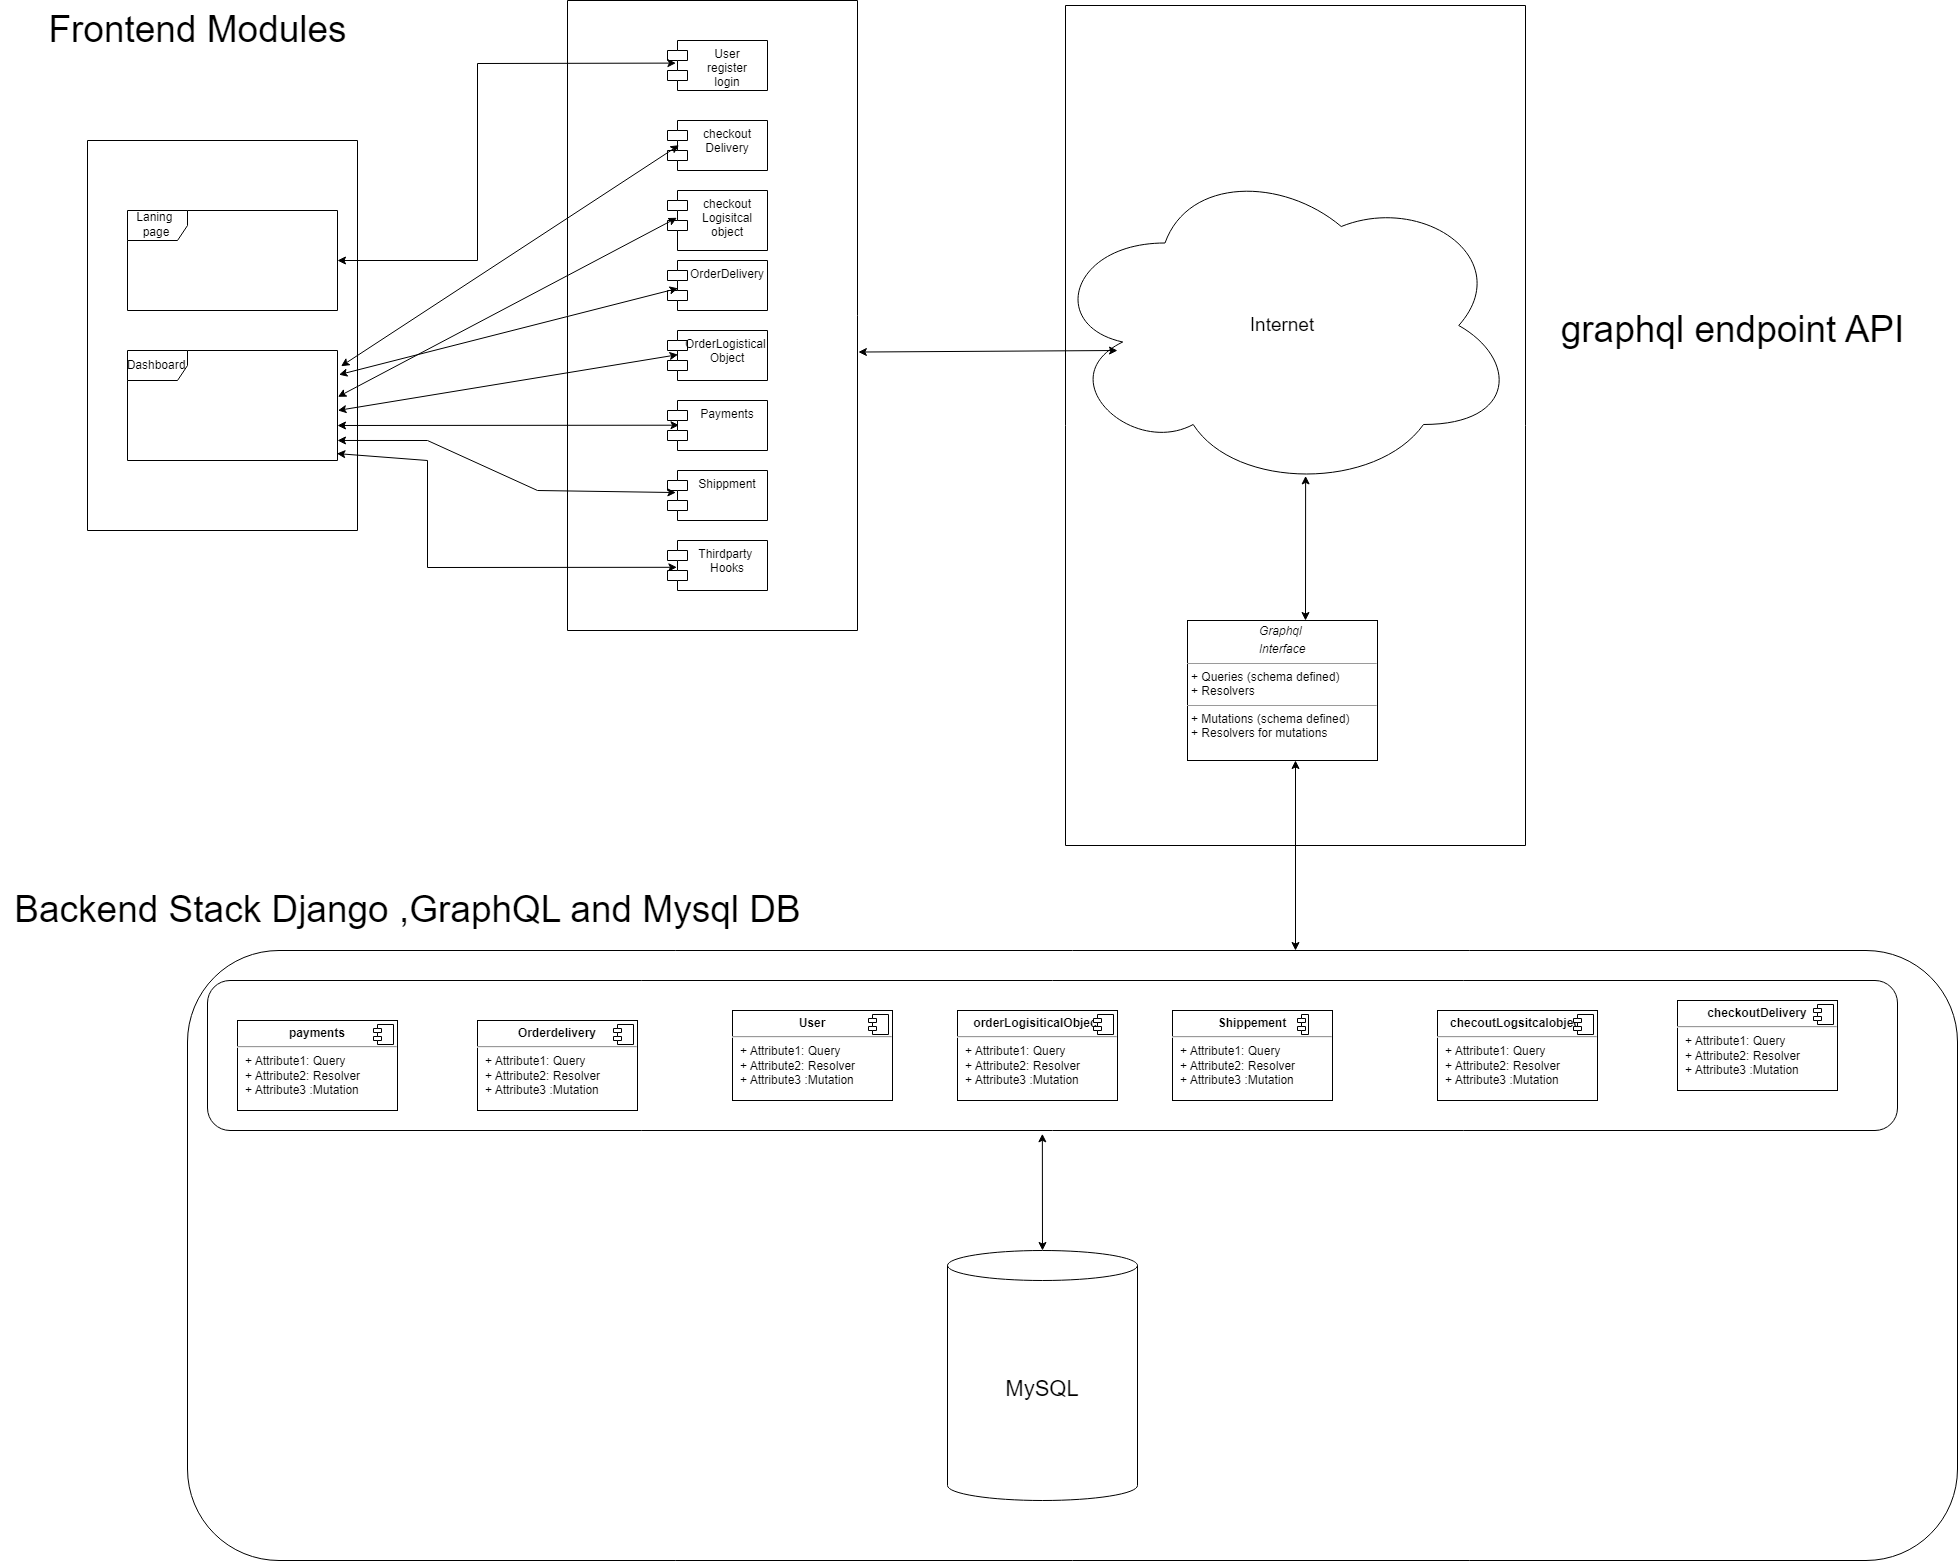 Frontend Modules
User
register
login
checkout
Delivery
checkout
Logisitcal
object
OrderDelivery
OrderLogistical
Object
Payments
Shippment
Thirdparty
Hooks
Laning
page
Dashboard
Internet
graphql endpoint API
Graphql
Interface
+ Queries (schema defined)
+ Resolvers
+ Mutations (schema defined)
+ Resolvers for mutations
Backend Stack Django ,GraphQL and Mysql DB
payments
+ Attribute1: Query
+ Attribute2: Resolver
+ Attribute3 :Mutation
Orderdelivery
+ Attribute1: Query
+ Attribute2: Resolver
+ Attribute3 :Mutation
User
+ Attribute1: Query
+ Attribute2: Resolver
+ Attribute3 :Mutation
orderLogisiticalObjec
+ Attribute1: Query
+ Attribute2: Resolver
+ Attribute3 :Mutation
Shippement
+ Attribute1: Query
+ Attribute2: Resolver
+ Attribute3 :Mutation
checoutLogsitcalobje
+ Attribute1: Query
+ Attribute2: Resolver
+ Attribute3 :Mutation
checkoutDelivery
+ Attribute1: Query
+ Attribute2: Resolver
+ Attribute3 :Mutation
MySQL